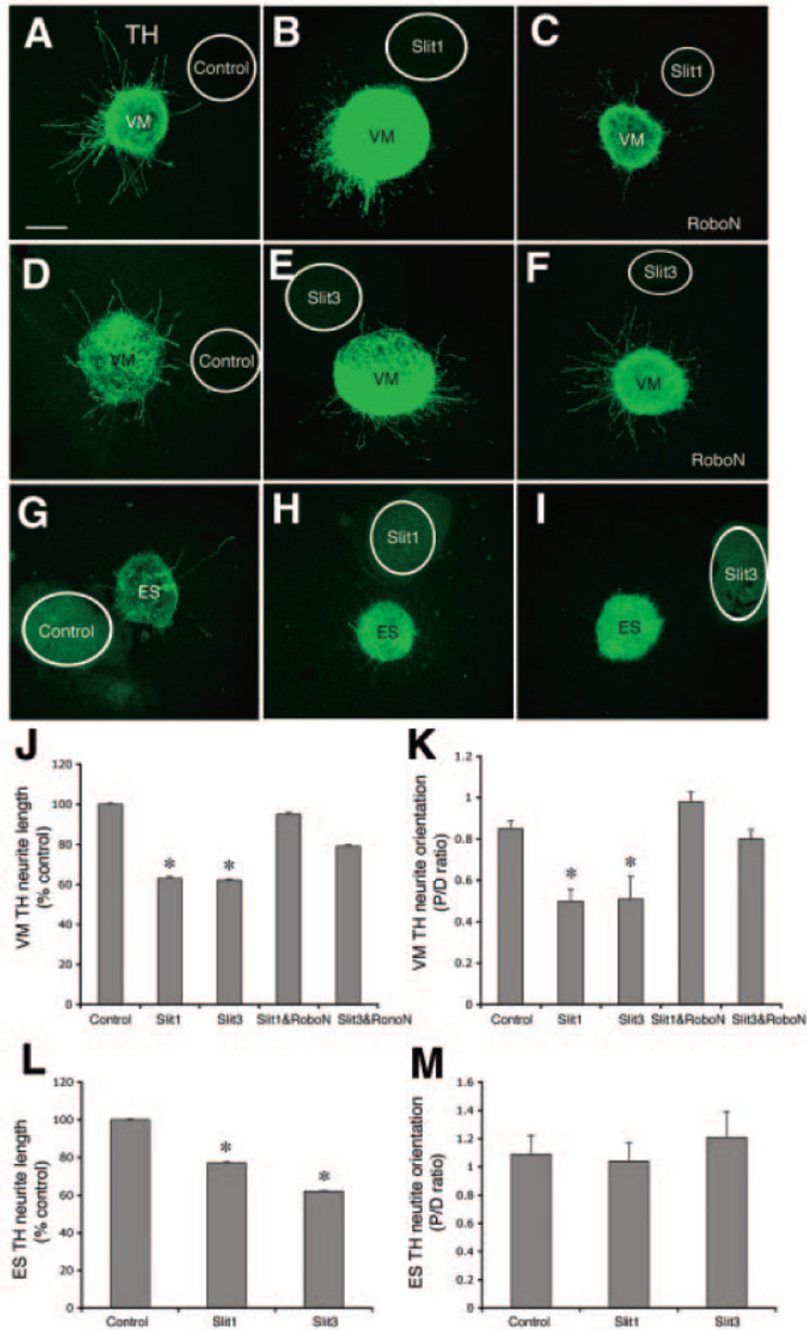 A TH Control VM
B Slit1 VM
C Slit1 VM RoboN
D VM Control
E Slit3 VM
F Slit3 VM RoboN
G ES Control
H Slit1 ES
I Slit3 ES
J
VM TH neurite length
(% control)
120
100
80
60
40
20
0
* *
Control Slit1 Slit3 Slit1&RoboN Slit3&RonoN
K
VM TH neurite orientation
(P/D ratio)
1.2
1
0.8
0.6
0.4
0.2
0
* *
Control Slit1 Slit3 Slit1&RoboN Slit3&RoboN
L
ES TH neurite length
(% control)
120
100
80
60
40
20
0
* *
Control Slit1 Slit3
M
ES TH neutite orientation
(P/D ratio)
1.6
1.4
1.2
1
0.8
0.6
0.4
0.2
0
Control Slit1 Slit3